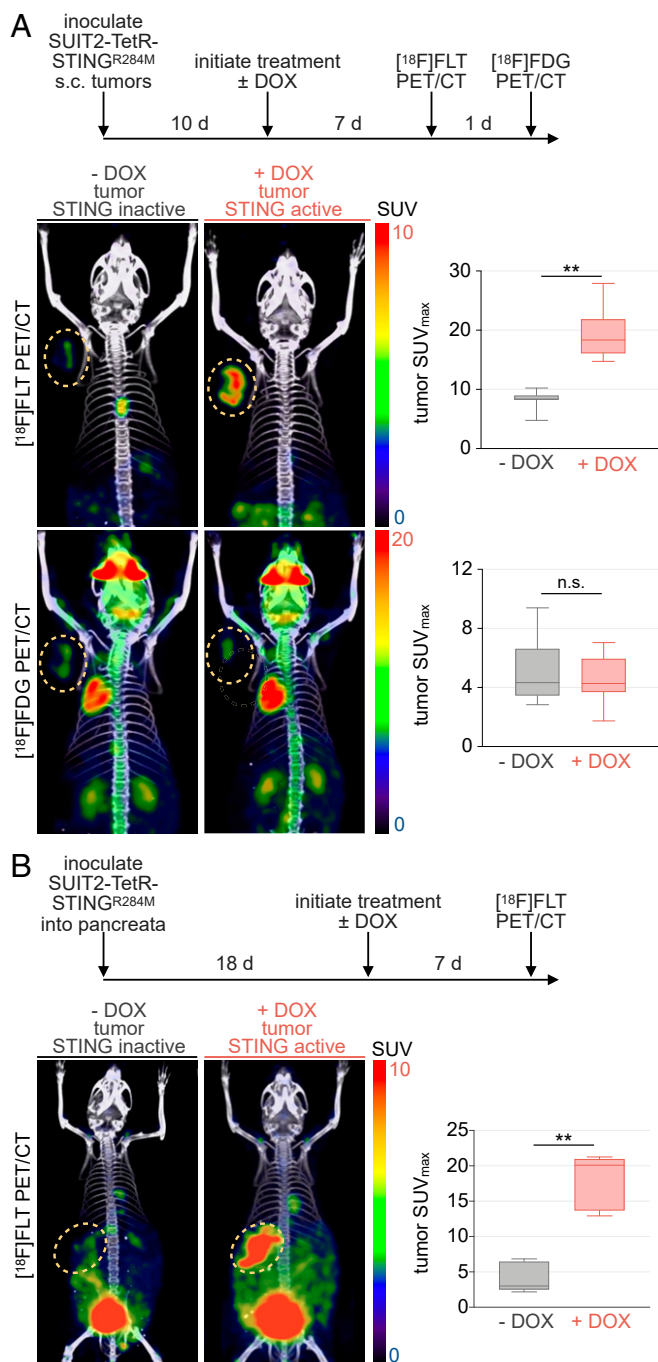 A
inoculate
SUIT2-TetR-
STINGR284M
s.c. tumors
initiate treatment
± DOX
[18F]FLT
PET/CT
[18F]FDG
PET/CT
10 d
7 d
1 d
- DOX
tumor
STING inactive
+ DOX
tumor
STING active
SUV
10
0
[18F]FLT PET/CT
tumor SUVmax
30
20
10
0
**
- DOX
+ DOX
20
0
[18F]FDG PET/CT
tumor SUVmax
12
8
4
0
n.s.
- DOX
+ DOX
B
inoculate
SUIT2-TetR-
STINGR284M
into pancreata
initiate treatment
± DOX
[18F]FLT
PET/CT
18 d
7 d
- DOX
tumor
STING inactive
+ DOX
tumor
STING active
SUV
10
0
[18F]FLT PET/CT
tumor SUVmax
25
20
15
10
5
0
**
- DOX
+ DOX